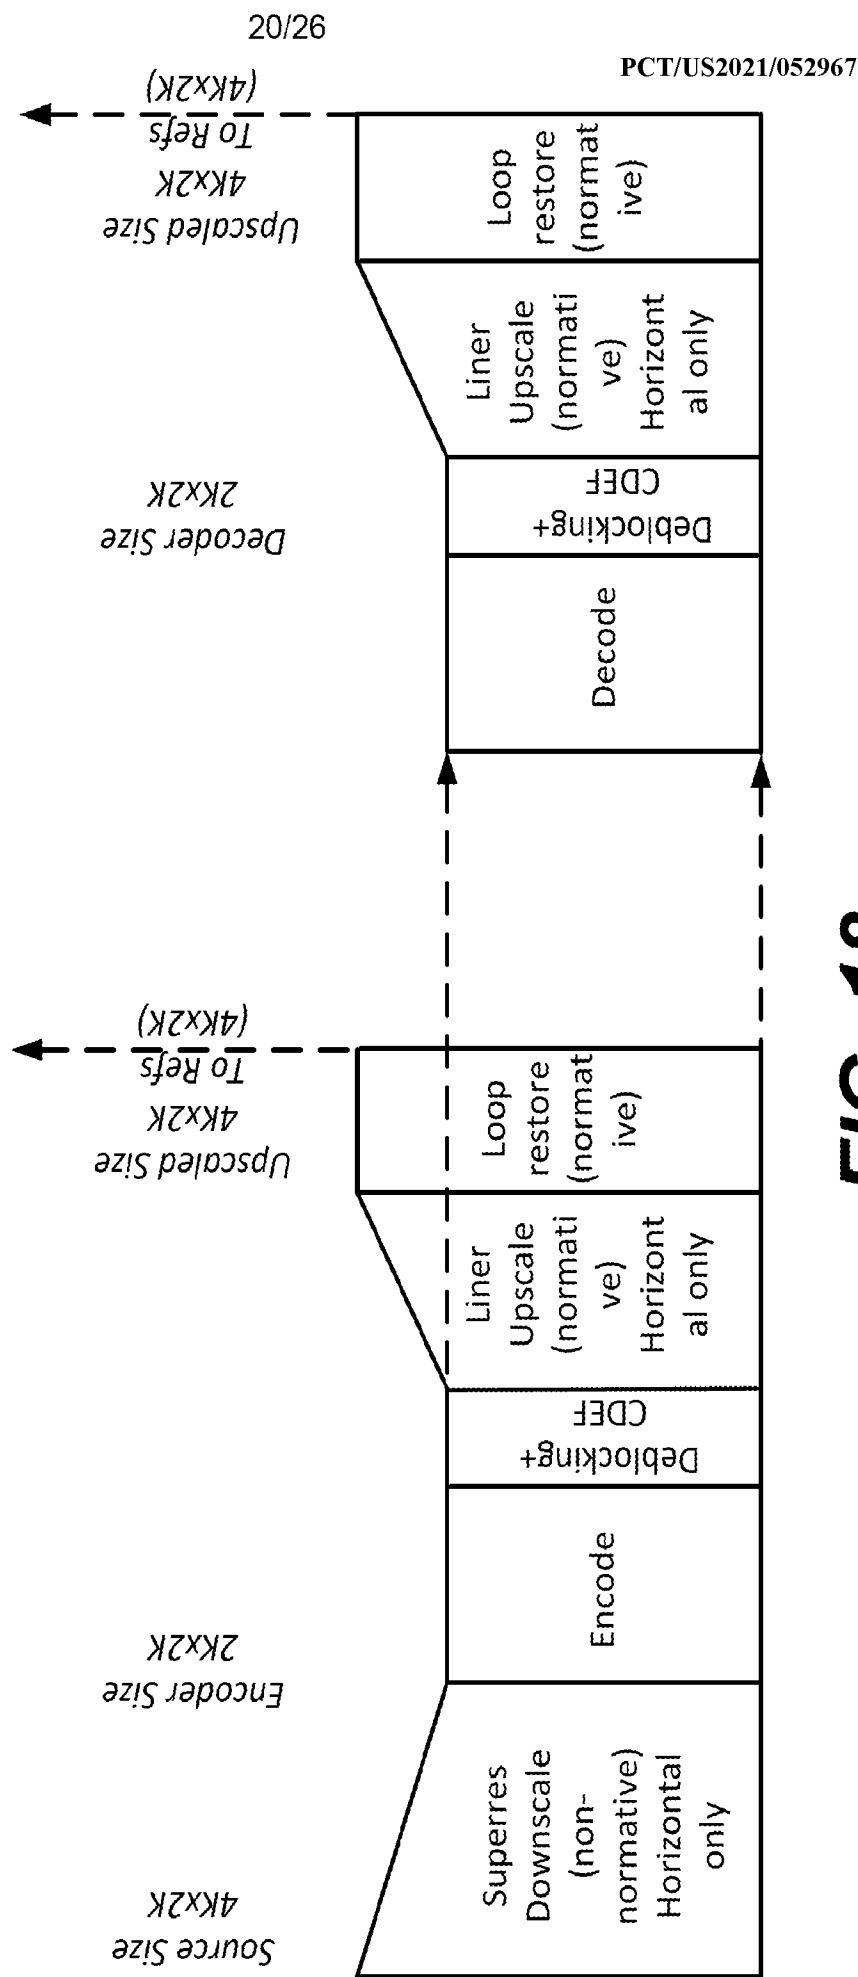 20/26
PCT/US2021/052967
Source Size
4Kx2K
Encoder Size
2Kx2K
Upscaled Size
4Kx2K
To Refs
(4Kx2K)
Decoder Size
2Kx2K
Upscaled Size
4Kx2K
To Refs
(4Kx2K)
Superres
Downscale
(non-
normative)
Horizontal
only
Encode
Deblocking+
CDEF
Liner
Upscale
(normati
ve)
Horizont
al only
Loop
restore
(normat
ive)
Decode
Deblocking+
CDEF
Liner
Upscale
(normati
ve)
Horizont
al only
Loop
restore
(normat
ive)